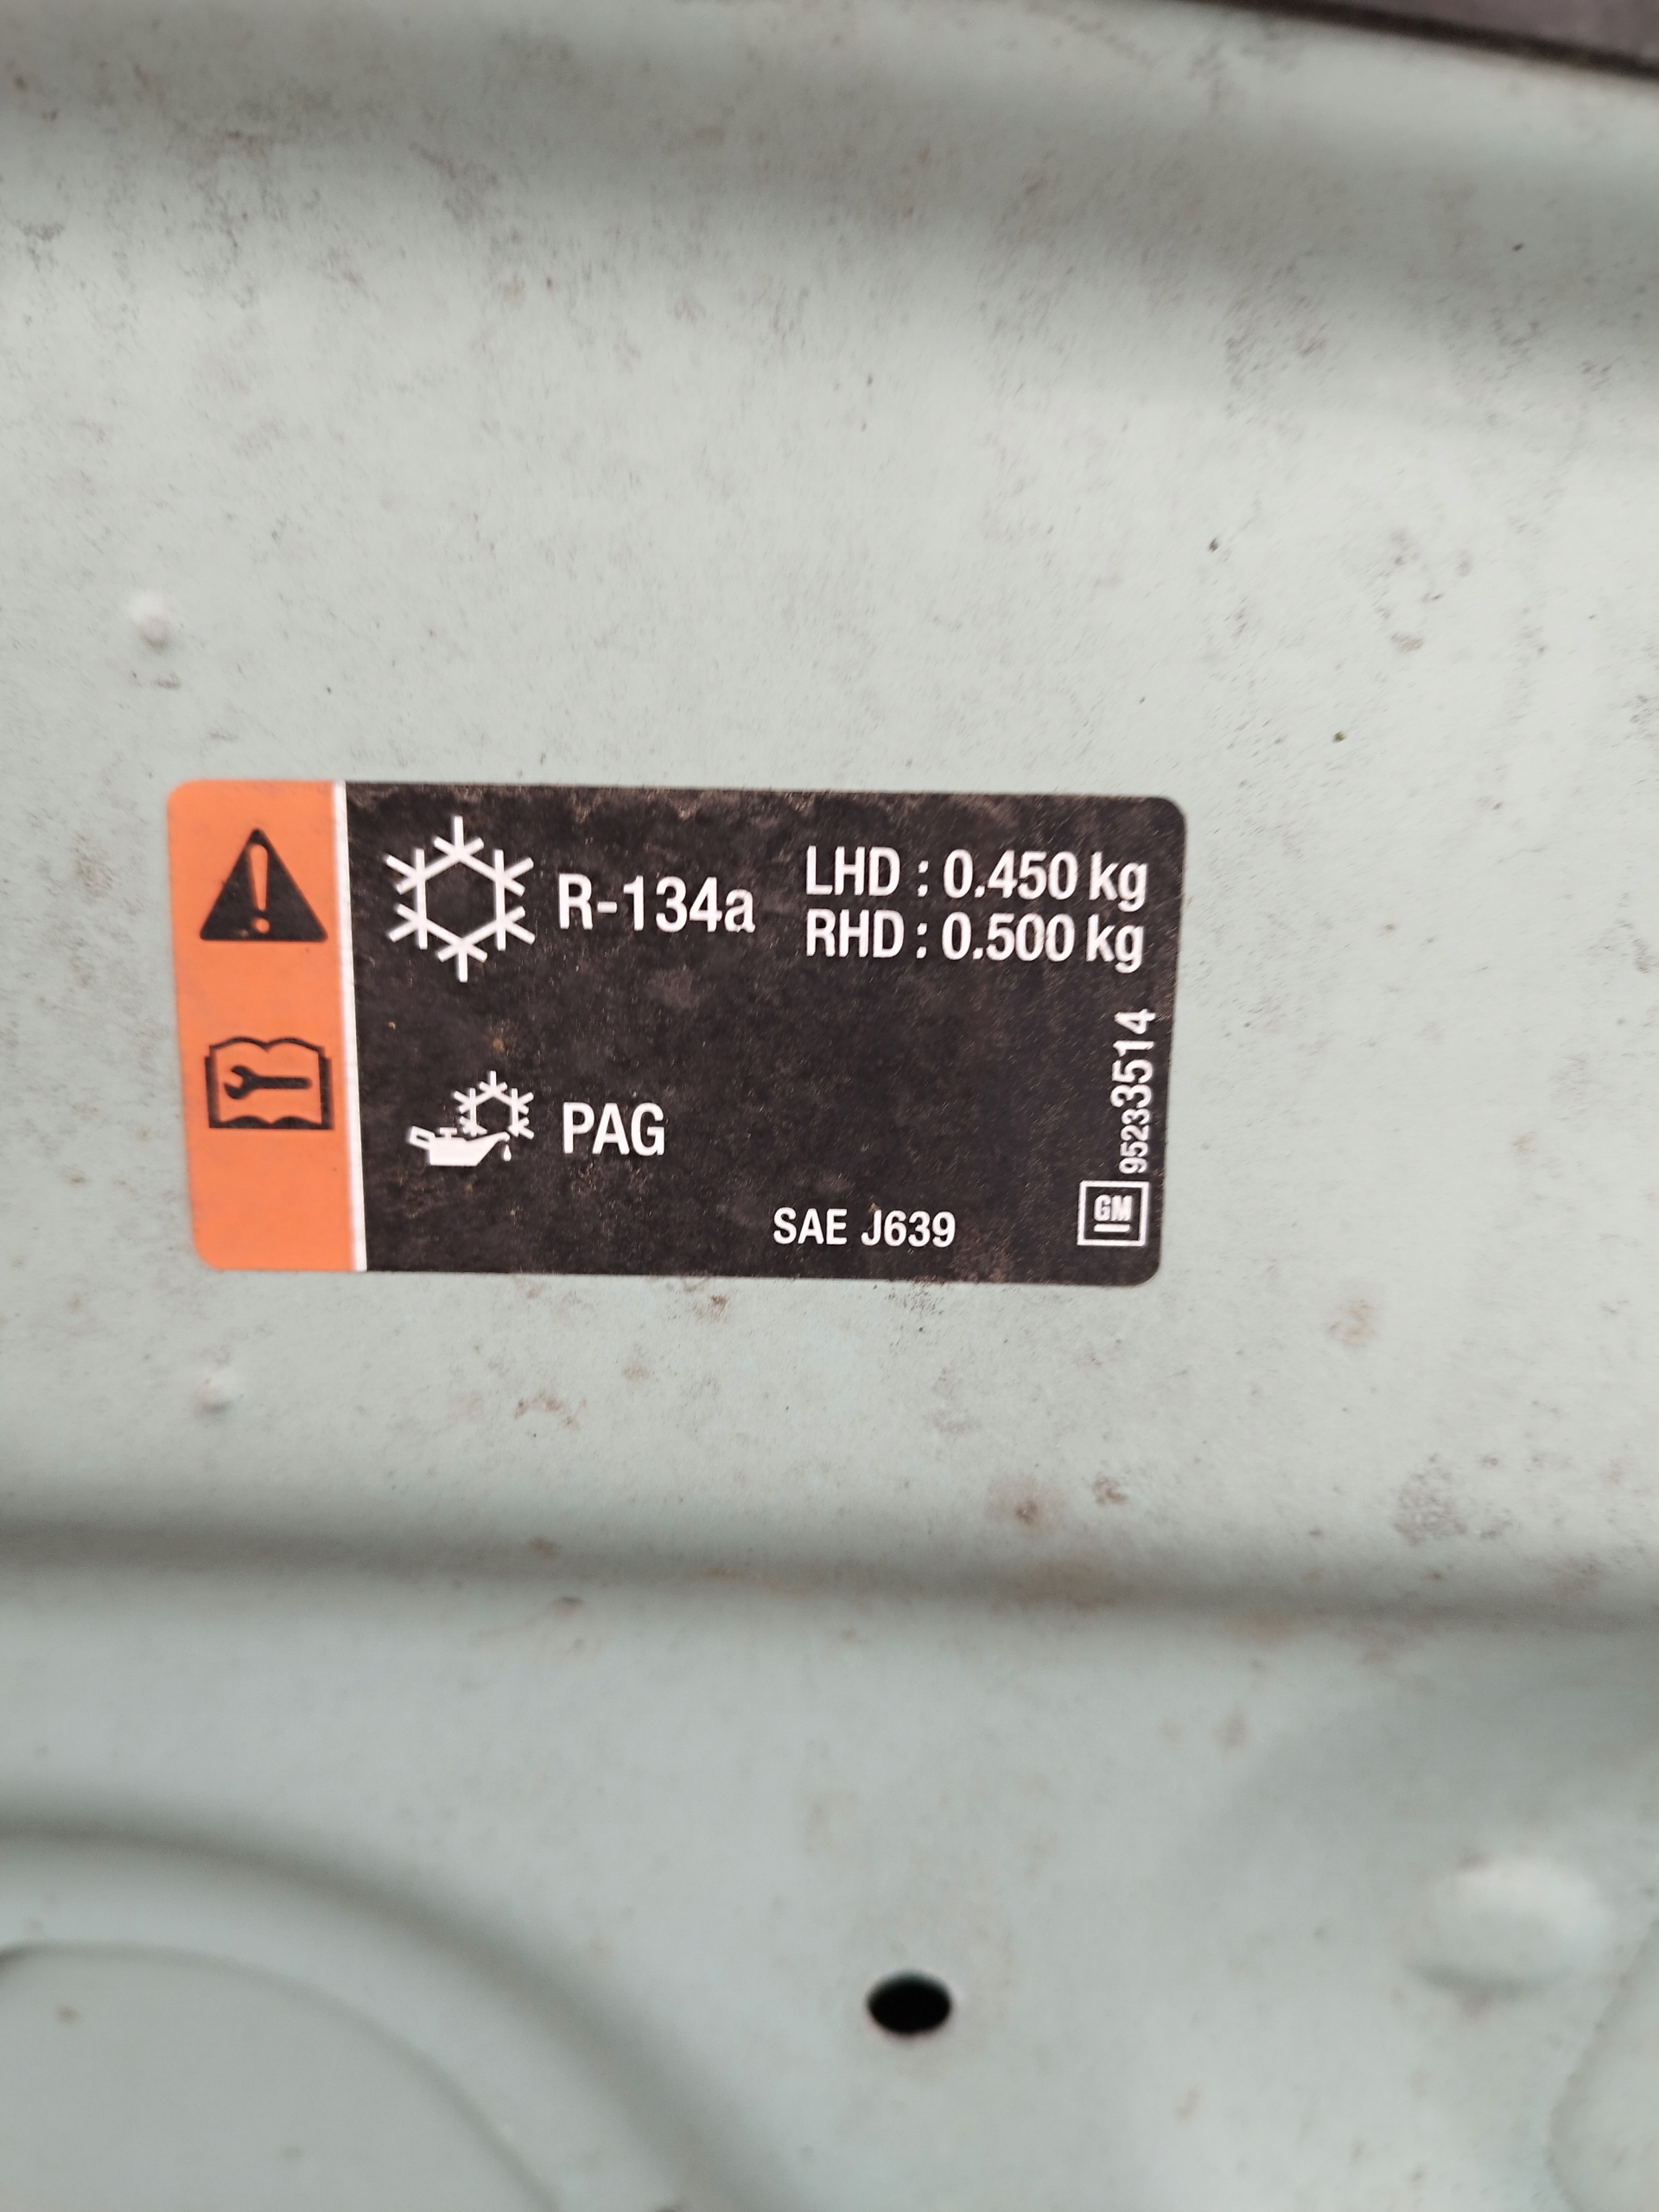 R-134a
LHD : 0.450 kg
RHD : 0.500 kg
PAG
SAE J639
95233514
GM